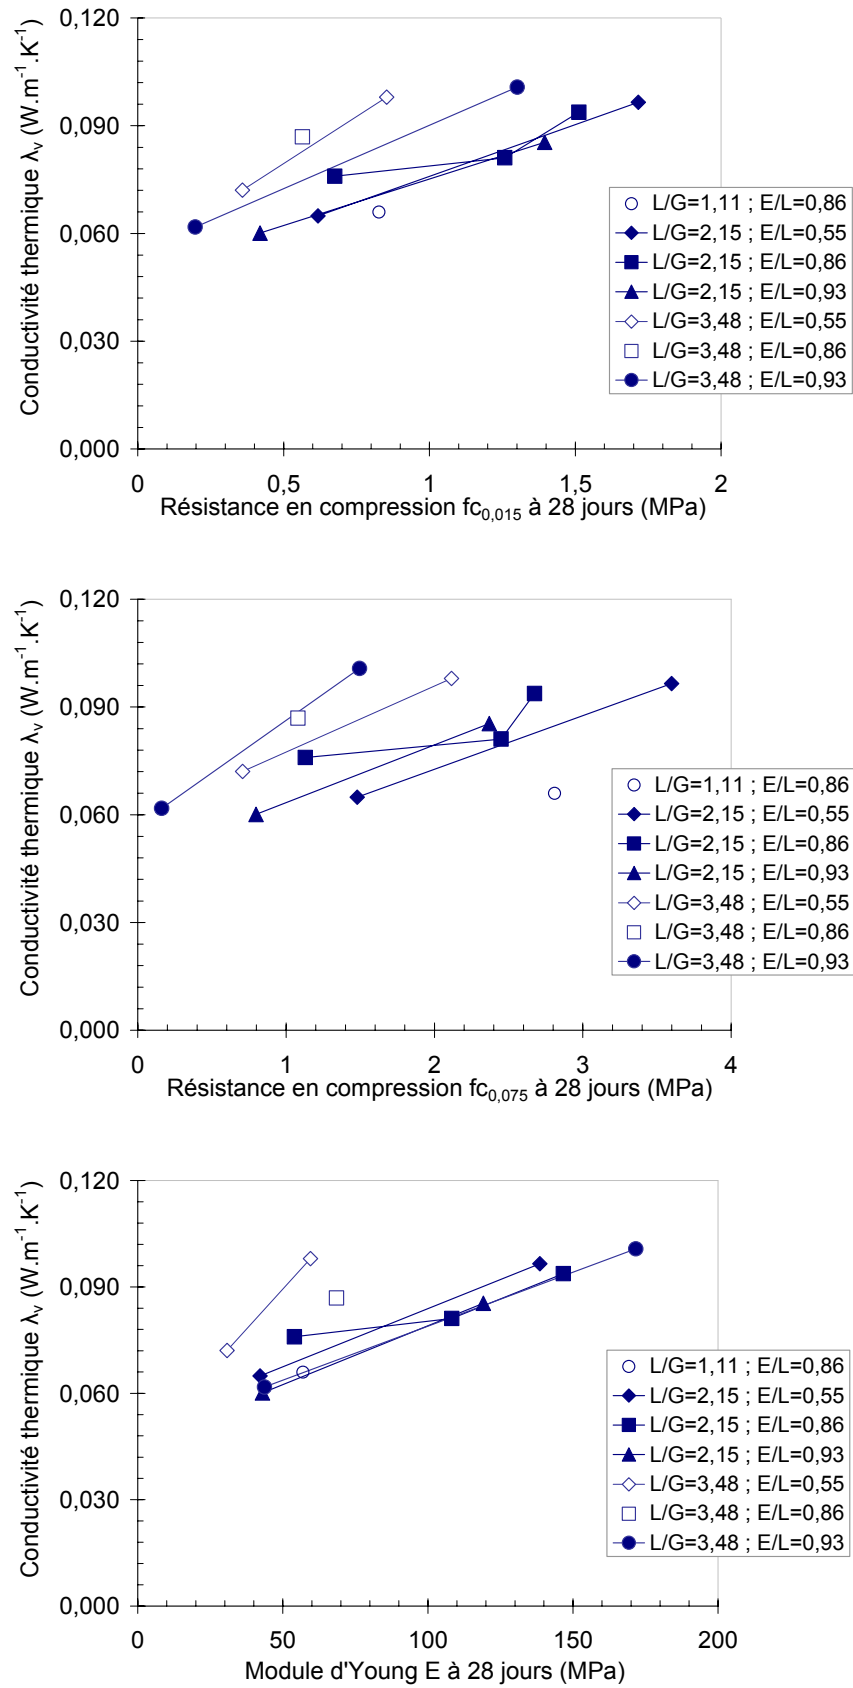 Conductivité thermique λv (W.m-1.K-1)
0,120
0,090
0,060
0,030
0,000
0
0,5
1
1,5
2
Résistance en compression fc0,015 à 28 jours (MPa)
L/G=1,11 ; E/L=0,86
L/G=2,15 ; E/L=0,55
L/G=2,15 ; E/L=0,86
L/G=2,15 ; E/L=0,93
L/G=3,48 ; E/L=0,55
L/G=3,48 ; E/L=0,86
L/G=3,48 ; E/L=0,93
Conductivité thermique λv (W.m-1.K-1)
0,120
0,090
0,060
0,030
0,000
0
1
2
3
4
Résistance en compression fc0,075 à 28 jours (MPa)
L/G=1,11 ; E/L=0,86
L/G=2,15 ; E/L=0,55
L/G=2,15 ; E/L=0,86
L/G=2,15 ; E/L=0,93
L/G=3,48 ; E/L=0,55
L/G=3,48 ; E/L=0,86
L/G=3,48 ; E/L=0,93
Conductivité thermique λv (W.m-1.K-1)
0,120
0,090
0,060
0,030
0,000
0
50
100
150
200
Module d'Young E à 28 jours (MPa)
L/G=1,11 ; E/L=0,86
L/G=2,15 ; E/L=0,55
L/G=2,15 ; E/L=0,86
L/G=2,15 ; E/L=0,93
L/G=3,48 ; E/L=0,55
L/G=3,48 ; E/L=0,86
L/G=3,48 ; E/L=0,93